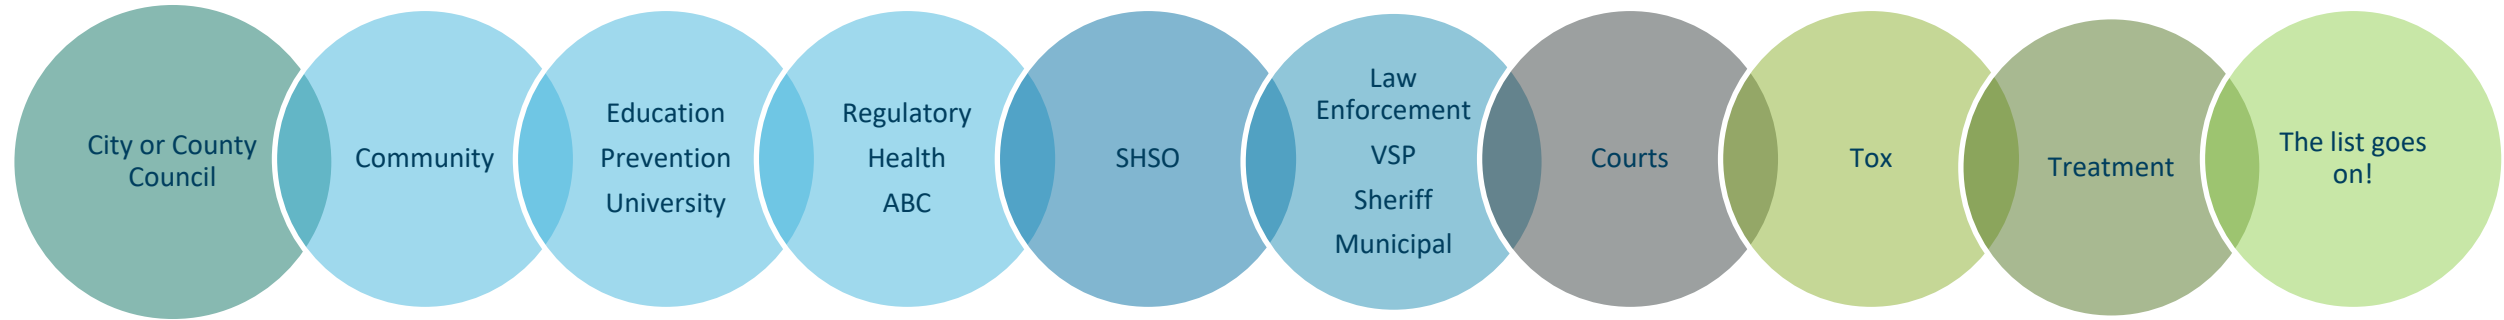 City or County
Council
Community
Education
Prevention
University
Regulatory
Health
ABC
SHSO
Law
Enforcement
VSP
Sheriff
Municipal
Courts
Tox
Treatment
The list goes
on!